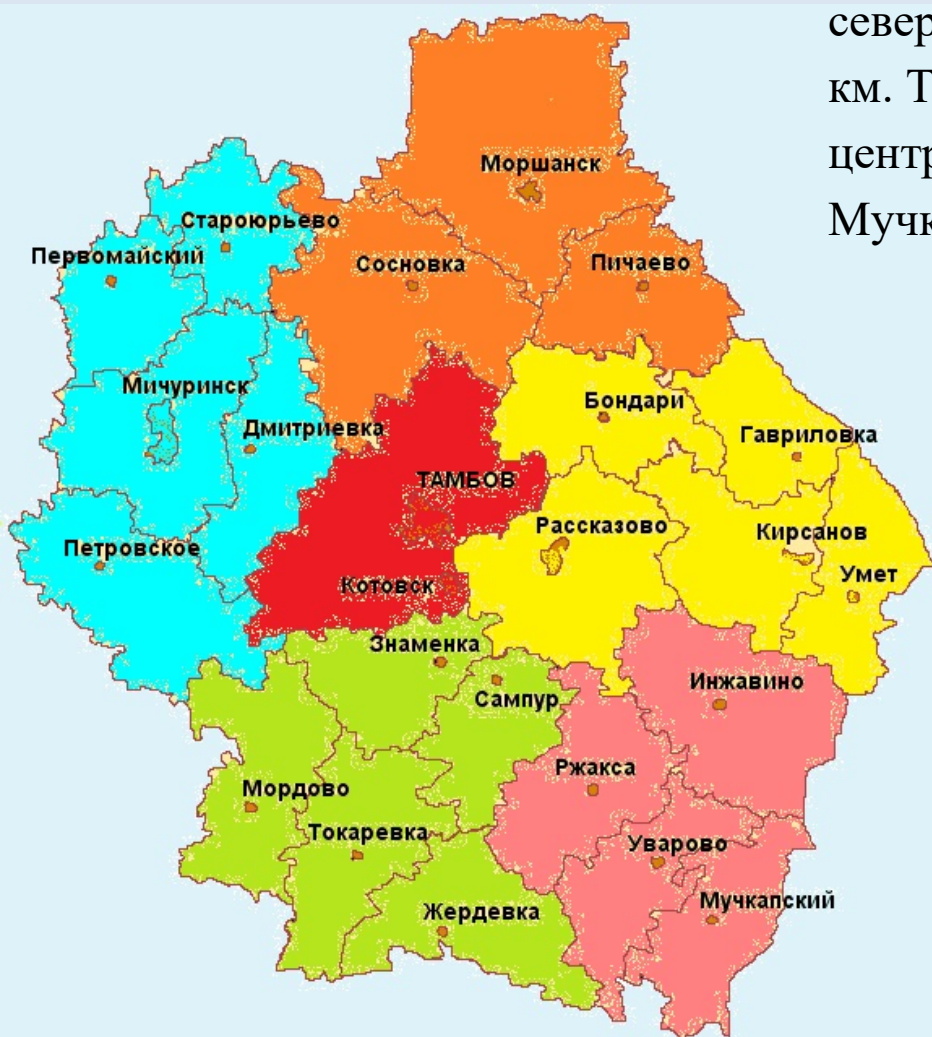 север
км. Т
центр
Мучк
Моршанск
Староюрьево
Первомайский
Сосновка
Пичаево
Мичуринск
Бондари
Дмитриевка
Гавриловка
ТАМБОВ
Рассказово
Кирсанов
Петровское
Умет
Котовск
Знаменка
Сампур
Инжавино
Ржакса
Мордово
Токаревка
Уварово
Мучкапский
Жердевка